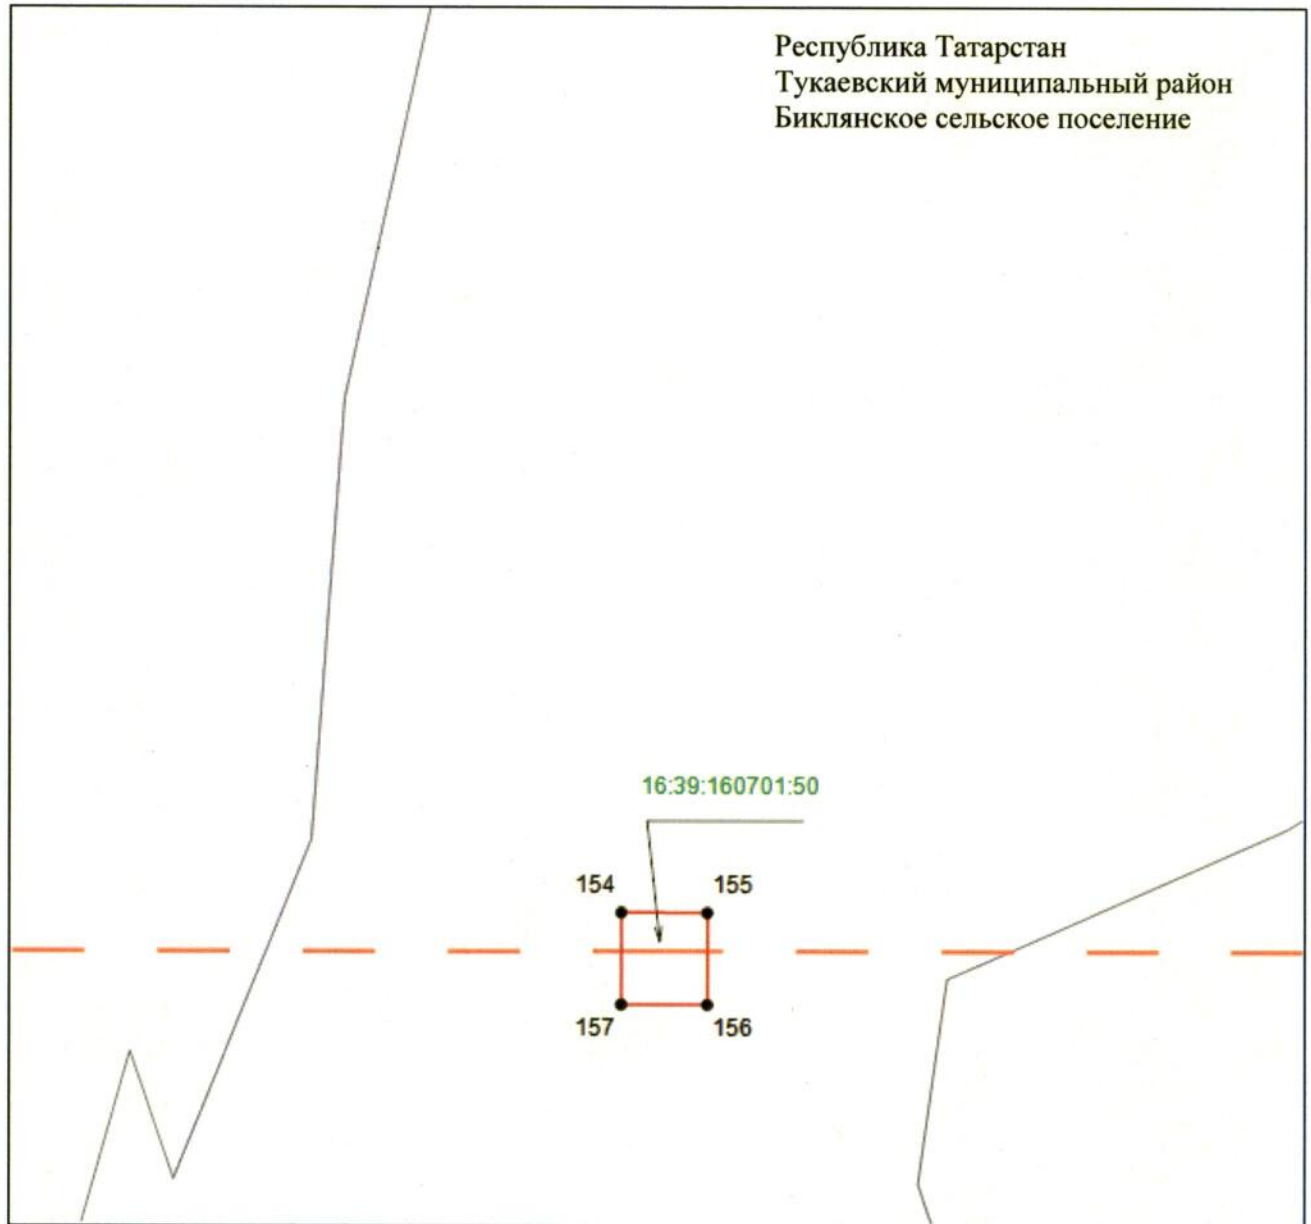 Республика Татарстан
Тукаевский муниципальный район
Биклянское сельское поселение
16:39:160701:50
154 155
157 156